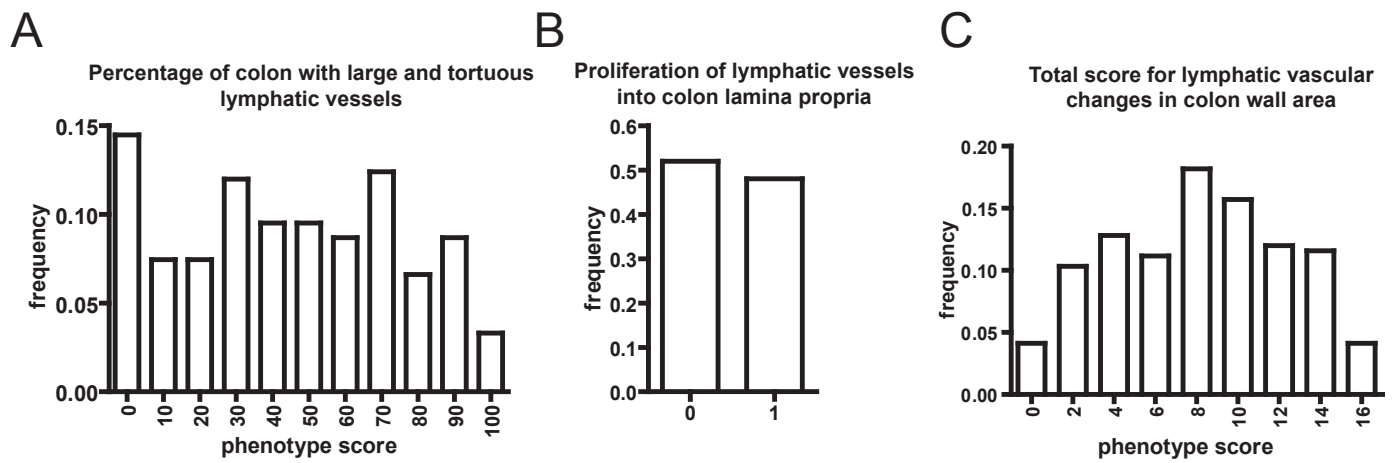 A
Percentage of colon with large and tortuous
lymphatic vessels
0.15
0.10
0.05
0.00
frequency
0
10
20
30
40
50
60
70
80
90
100
phenotype score
B
Proliferation of lymphatic vessels
into colon lamina propria
0.6
0.5
0.4
0.3
0.2
0.1
0.0
frequency
0
1
C
Total score for lymphatic vascular
changes in colon wall area
0.20
0.15
0.10
0.05
0.00
frequency
0
2
4
6
8
10
12
14
16
phenotype score